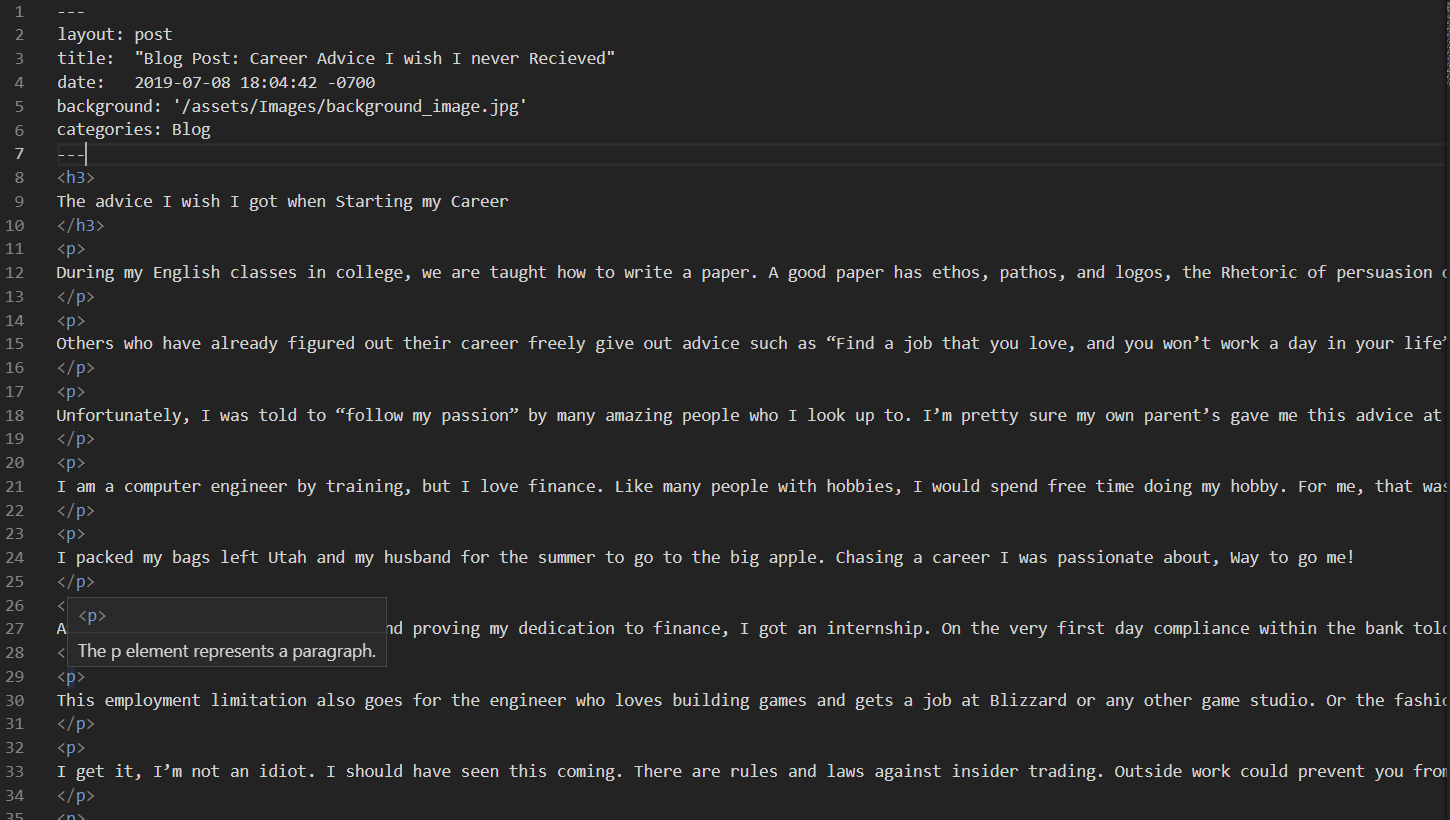 1 ---
2 layout: post
3 title:  "Blog Post: Career Advice I wish I never Recieved"
4 date:   2019-07-08 18:04:42 -0700
5 background: '/assets/Images/background_image.jpg'
6 categories: Blog
7 ---
8 <h3>
9 The advice I wish I got when Starting my Career
10 </h3>
11 <p>
12 During my English classes in college, we are taught how to write a paper. A good paper has ethos, pathos, and logos, the Rhetoric of persuasion
13 </p>
14 <p>
15 Others who have already figured out their career freely give out advice such as “Find a job that you love, and you won’t work a day in your life”
16 </p>
17 <p>
18 Unfortunately, I was told to “follow my passion” by many amazing people who I look up to. I’m pretty sure my own parent’s gave me this advice at
19 </p>
20 <p>
21 I am a computer engineer by training, but I love finance. Like many people with hobbies, I would spend free time doing my hobby. For me, that was
22 </p>
23 <p>
24 I packed my bags left Utah and my husband for the summer to go to the big apple. Chasing a career I was passionate about, Way to go me!
25 </p>
26 <
<p>
27 A nd proving my dedication to finance, I got an internship. On the very first day compliance within the bank told
28 <
The p element represents a paragraph.
29 <p>
30 This employment limitation also goes for the engineer who loves building games and gets a job at Blizzard or any other game studio. Or the
31 </p>
32 <p>
33 I get it, I’m not an idiot. I should have seen this coming. There are rules and laws against insider trading. Outside work could prevent you from
34 </p>
35 <p>